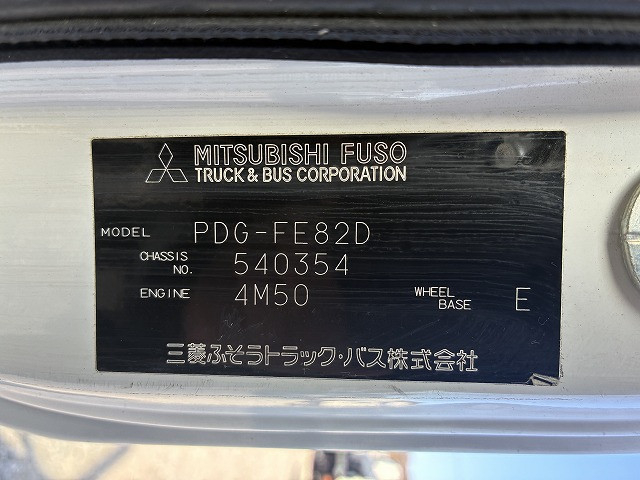 MITSUBISHI FUSO
TRUCK & BUS CORPORATION
MODEL PDG-FE82D
CHASSIS NO. 540354
ENGINE 4M50 WHEEL BASE E
三菱ふそうトラック・バス株式会社